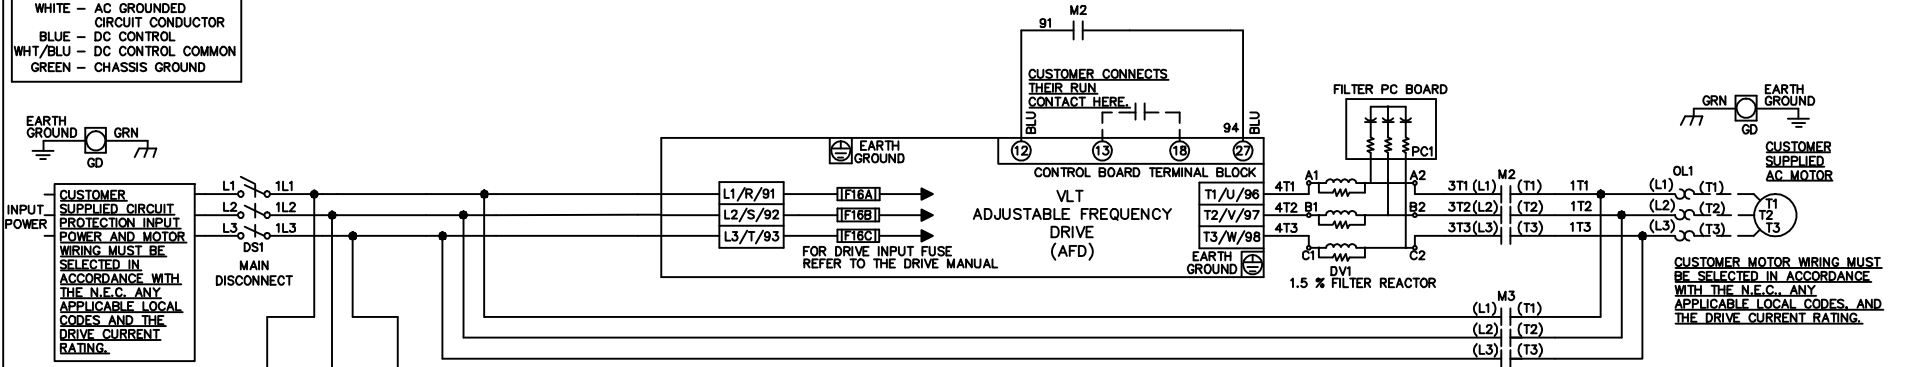 WHITE – AC GROUNDED
CIRCUIT CONDUCTOR
BLUE – DC CONTROL
WHT/BLU – DC CONTROL COMMON
GREEN – CHASSIS GROUND
EARTH
GROUND
GRN
GD
INPUT
POWER
CUSTOMER
SUPPLIED CIRCUIT
PROTECTION INPUT
POWER AND MOTOR
WIRING MUST BE
SELECTED IN
ACCORDANCE WITH
THE N.E.C. ANY
APPLICABLE LOCAL
CODES AND THE
DRIVE CURRENT
RATING.
L1 1L1
L2 1L2
L3 1L3
DS1
MAIN
DISCONNECT
M2
91
CUSTOMER CONNECTS
THEIR RUN
CONTACT HERE.
BLU
94 BLU
12 13 18 27
CONTROL BOARD TERMINAL BLOCK
EARTH
GROUND
L1/R/91
L2/S/92
L3/T/93
F16A
F16B
F16C
FOR DRIVE INPUT FUSE
REFER TO THE DRIVE MANUAL
VLT
ADJUSTABLE FREQUENCY
DRIVE
(AFD)
T1/U/96
T2/V/97
T3/W/98
EARTH
GROUND
FILTER PC BOARD
PC1
4T1 A1 A2
4T2 B1 B2
4T3
C1 C2
DV1
1.5 % FILTER REACTOR
M2
3T1 (L1) (T1) 1T1
3T2(L2) (T2) 1T2
3T3(L3) (T3) 1T3
M3
(L1) (T1)
(L2) (T2)
(L3) (T3)
GRN
EARTH
GROUND
GD
CUSTOMER
SUPPLIED
AC MOTOR
OL1
(L1) (T1)
(L2) (T2)
(L3) (T3)
T1
T2
T3
CUSTOMER MOTOR WIRING MUST
BE SELECTED IN ACCORDANCE
WITH THE N.E.C., ANY
APPLICABLE LOCAL CODES, AND
THE DRIVE CURRENT RATING.